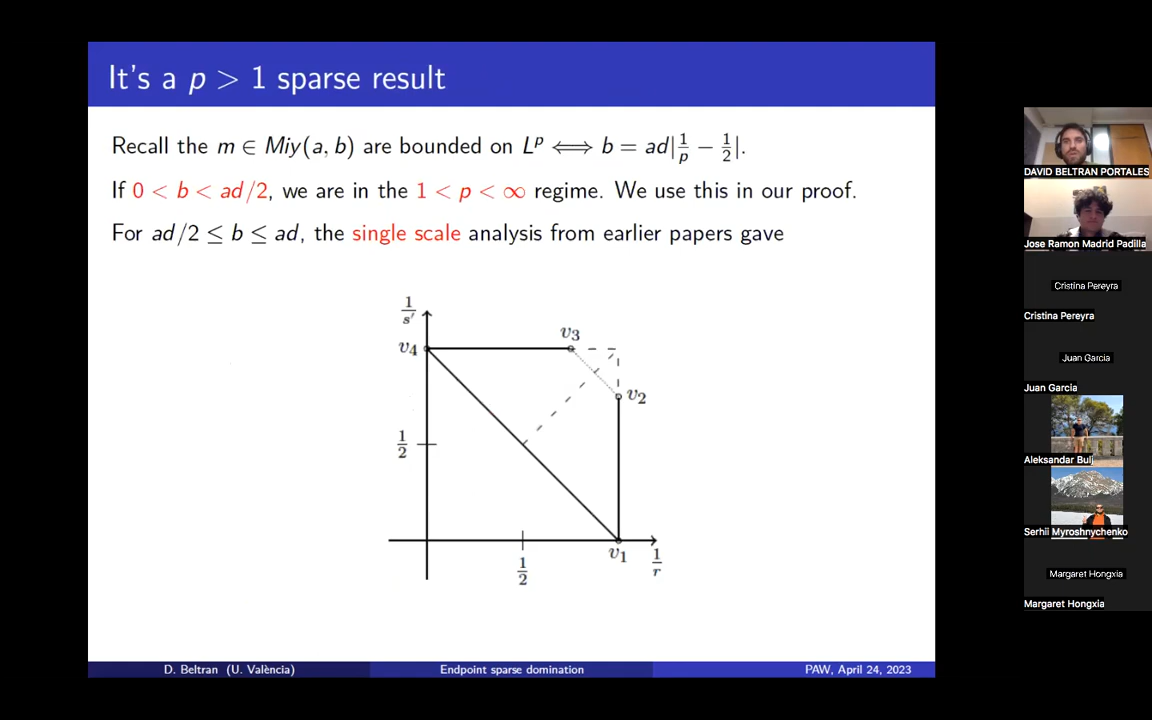 It's a p > 1 sparse result
Recall the m ∈ Miy(a, b) are bounded on Lᵖ ⟺ b = ad|1/p − 1/2|.
If 0 < b < ad/2, we are in the 1 < p < ∞ regime. We use this in our proof.
For ad/2 ≤ b ≤ ad, the single scale analysis from earlier papers gave
1/s′
v₃
v₄
v₂
1/2
v₁
1/r
1/2
D. Beltran (U. València)
Endpoint sparse domination
PAW, April 24, 2023
DAVID BELTRAN PORTALES
Jose Ramon Madrid Padilla
Cristina Pereyra
Cristina Pereyra
Juan Garcia
Juan Garcia
Aleksandar Bulj
Serhii Myroshnychenko
Margaret Hongxia
Margaret Hongxia